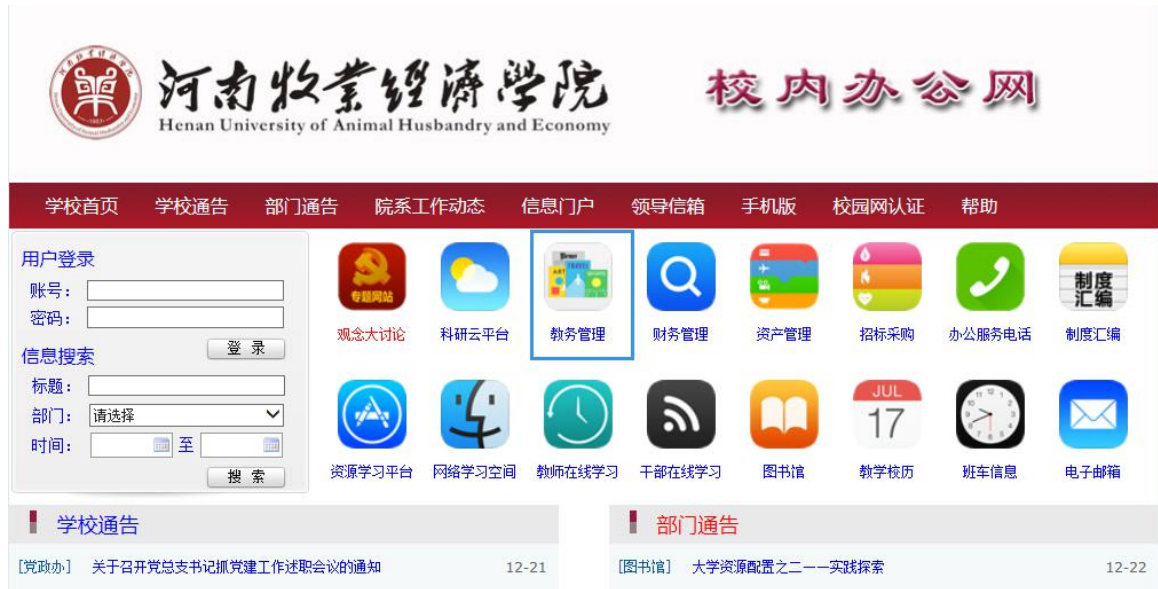 河南牧业经济学院
Henan University of Animal Husbandry and Economy
校内办公网
学校首页 学校通告 部门通告 院系工作动态 信息门户 领导信箱 手机版 校园网认证 帮助
用户登录
账号：
密码：
登 录
信息搜索
标题：
部门： 请选择
时间： 至
搜 索
专题网站
制度
汇编
观念大讨论 科研云平台 教务管理 财务管理 资产管理 招标采购 办公服务电话 制度汇编
JUL
17
资源学习平台 网络学习空间 教师在线学习 干部在线学习 图书馆 教学校历 班车信息 电子邮箱
学校通告
[党政办] 关于召开党总支书记抓党建工作述职会议的通知 12-21
部门通告
[图书馆] 大学资源配置之二——实践探索 12-22